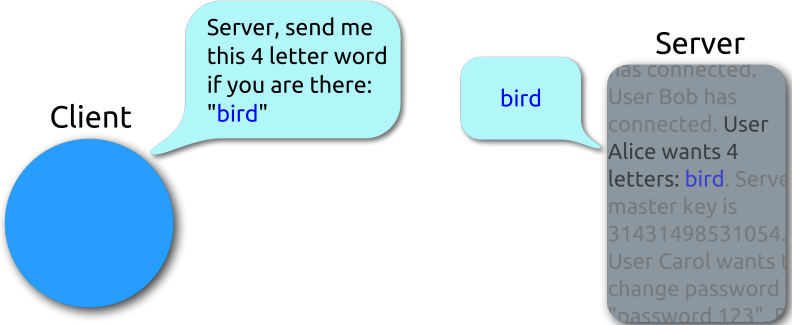 Client
Server, send me
this 4 letter word
if you are there:
"bird"
bird
Server
has connected.
User Bob has
connected. User
Alice wants 4
letters: bird. Serve
master key is
31431498531054.
User Carol wants t
change password
"password 123".